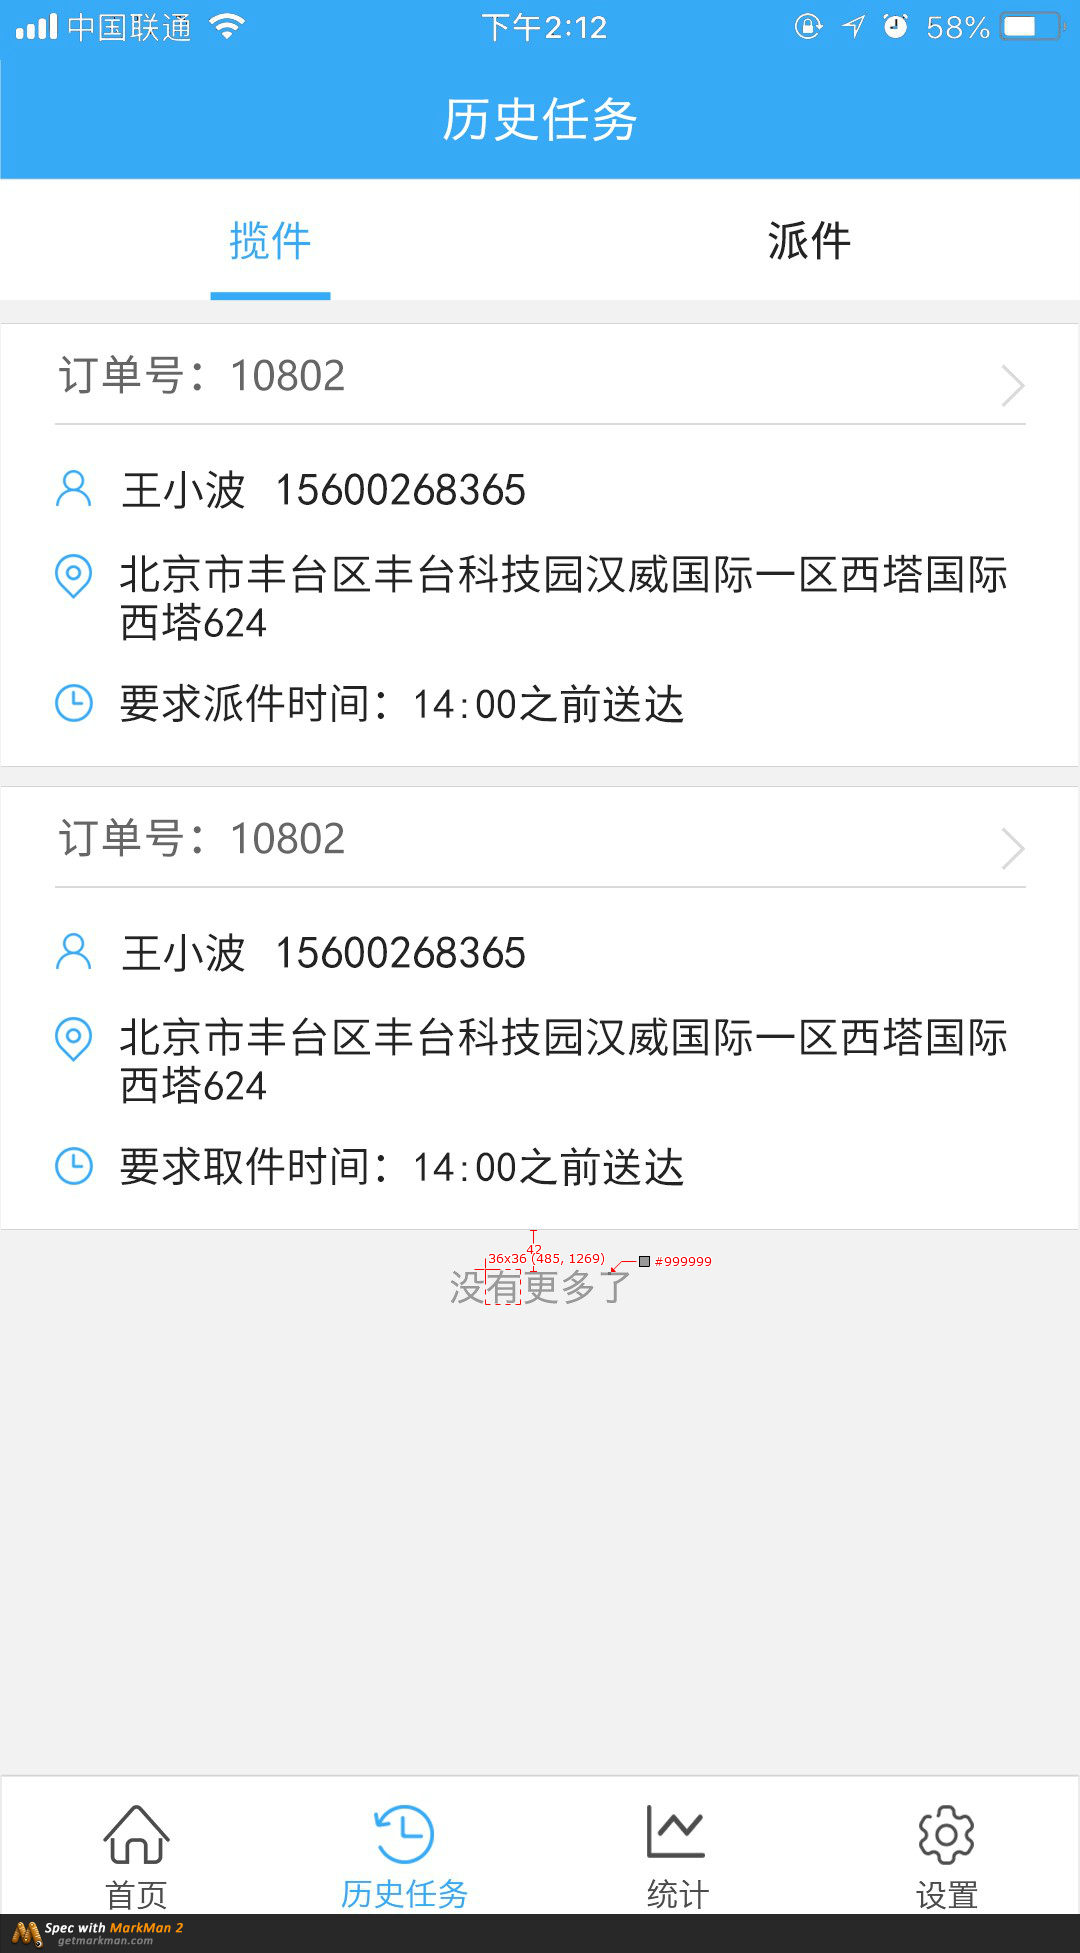 中国联通
下午2:12
58%
历史任务
揽件
派件
订单号：10802
王小波 15600268365
北京市丰台区丰台科技园汉威国际一区西塔国际
西塔624
要求派件时间：14:00之前送达
订单号：10802
王小波 15600268365
北京市丰台区丰台科技园汉威国际一区西塔国际
西塔624
要求取件时间：14:00之前送达
42
36x36 (485, 1269)
#999999
没有更多了
首页
历史任务
统计
设置
Spec with MarkMan 2
getmarkman.com